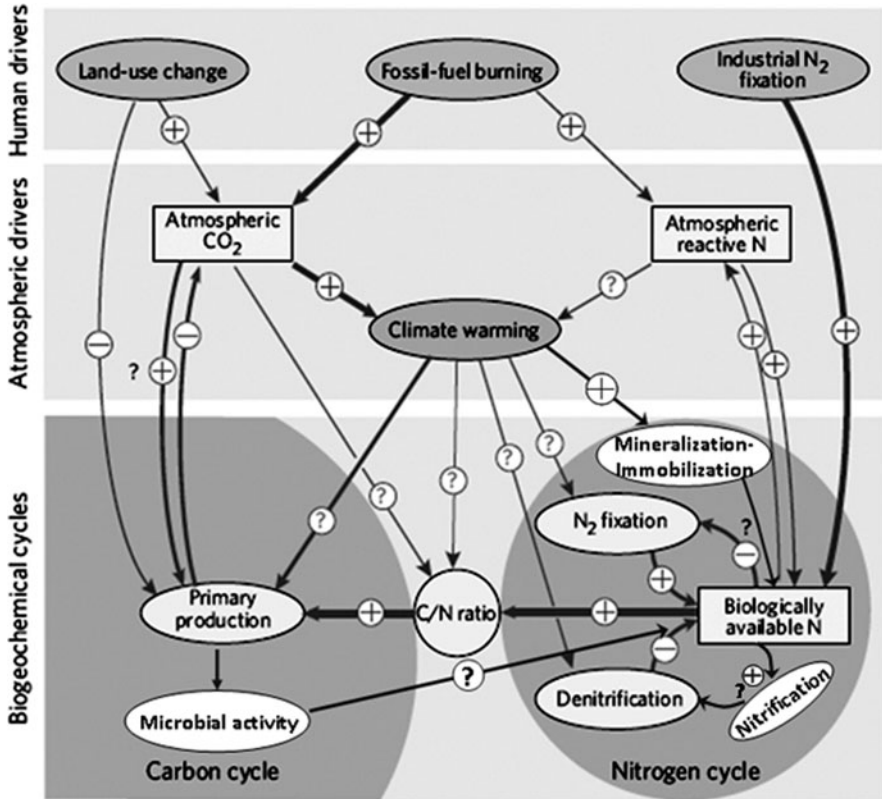 Human drivers
Land-use change
Fossil-fuel burning
Industrial N2
fixation
+
+
+
Atmospheric drivers
Atmospheric
CO2
Atmospheric
reactive N
+
?
Climate warming
−
? +
−
+
+
+
+
Biogeochemical cycles
Mineralization-
Immobilization
?
?
?
?
?
N2 fixation
?
−
+
Primary
production
+
C/N ratio
+
Biologically
available N
−
?
+
?
Denitrification
Nitrification
Microbial activity
Carbon cycle
Nitrogen cycle